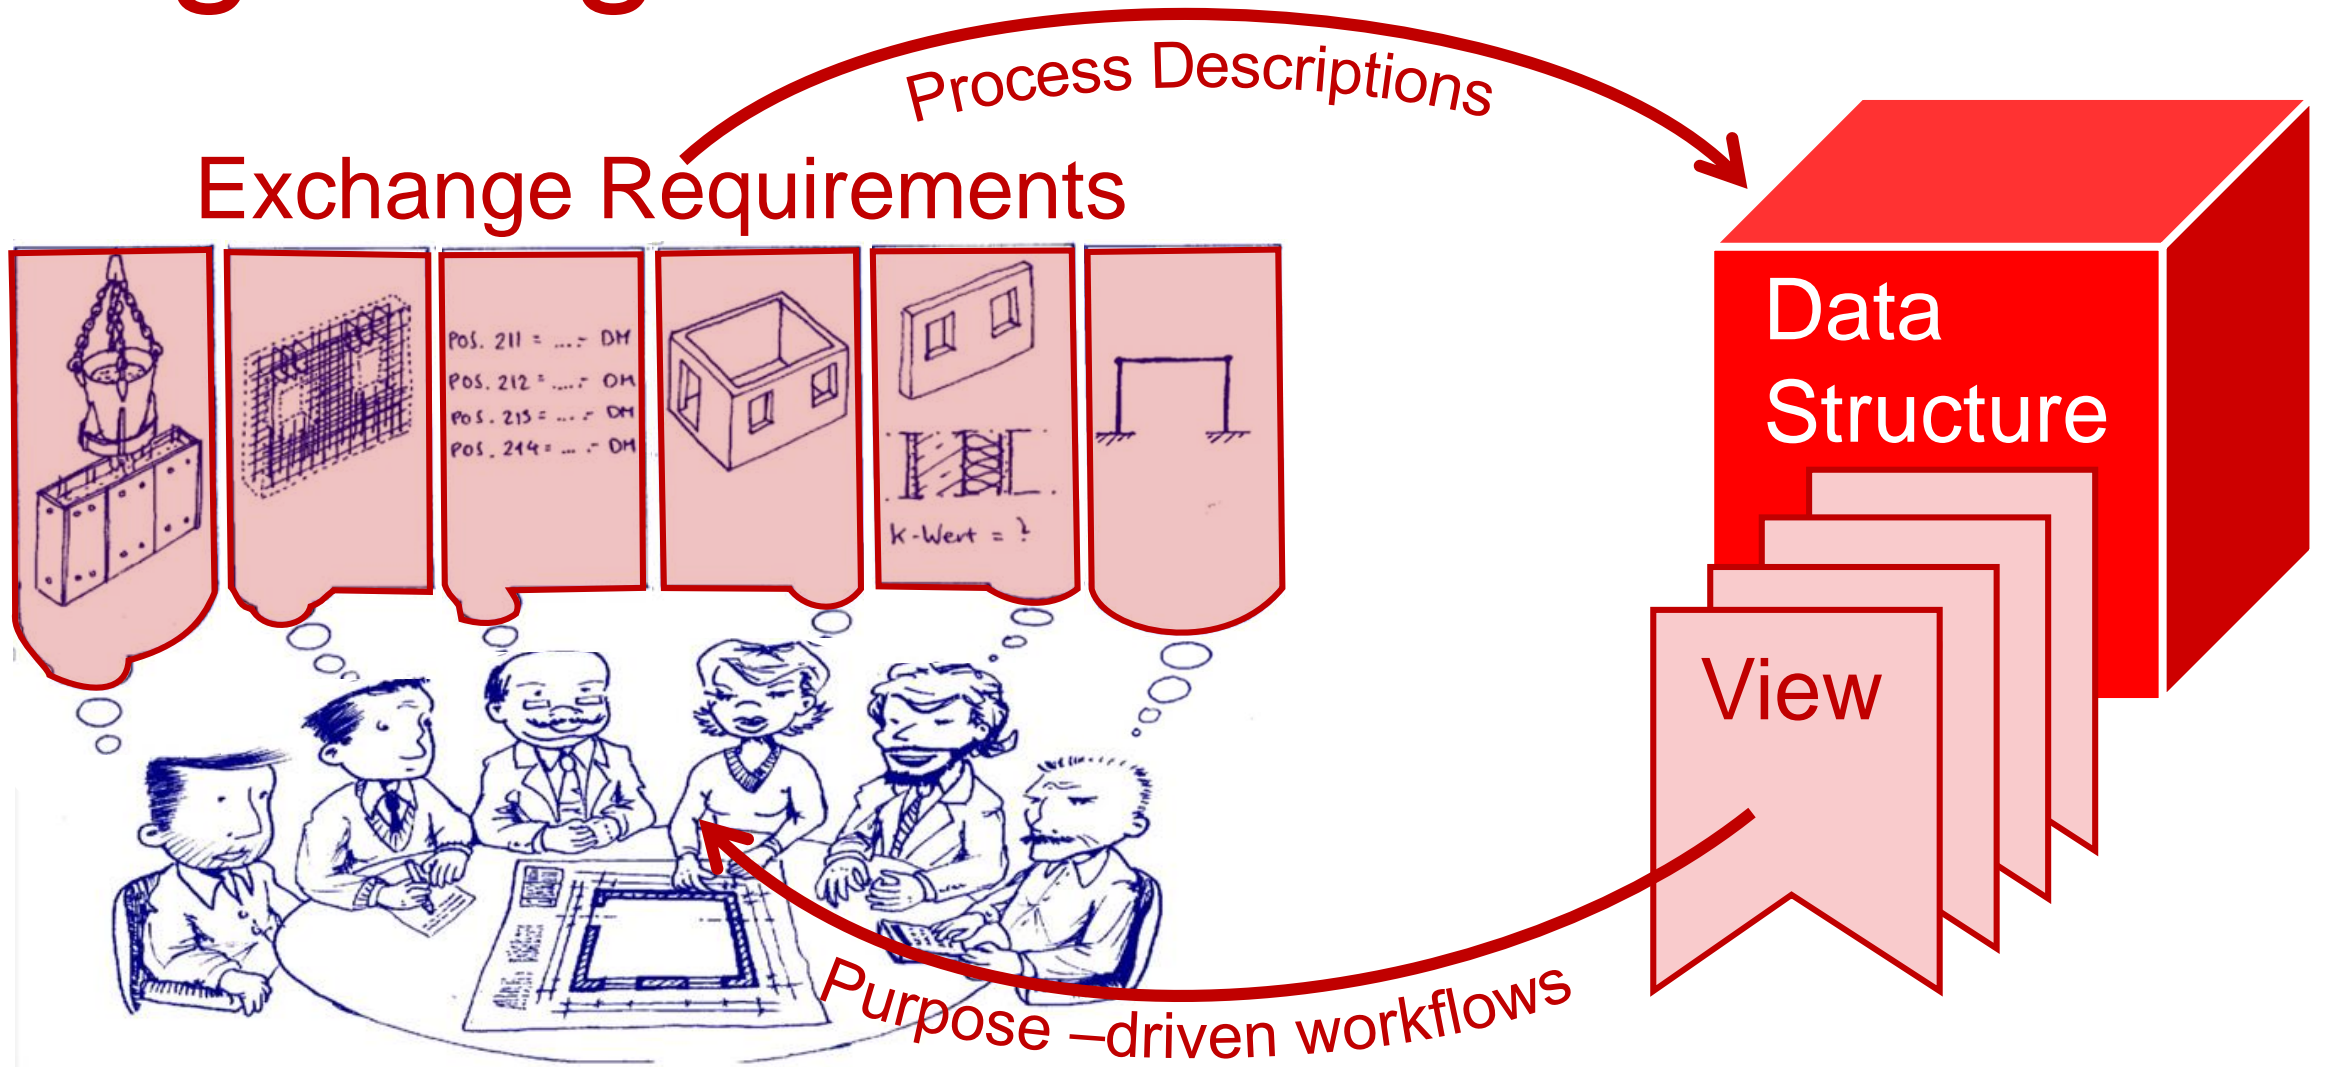 Process Descriptions
Exchange Requirements
POS. 211 = ....- DM
POS. 212 = ....- DM
POS. 213 = ....- DM
POS. 214 = ... .- DM
K-Wert = ?
Data
Structure
View
Purpose –driven workflows